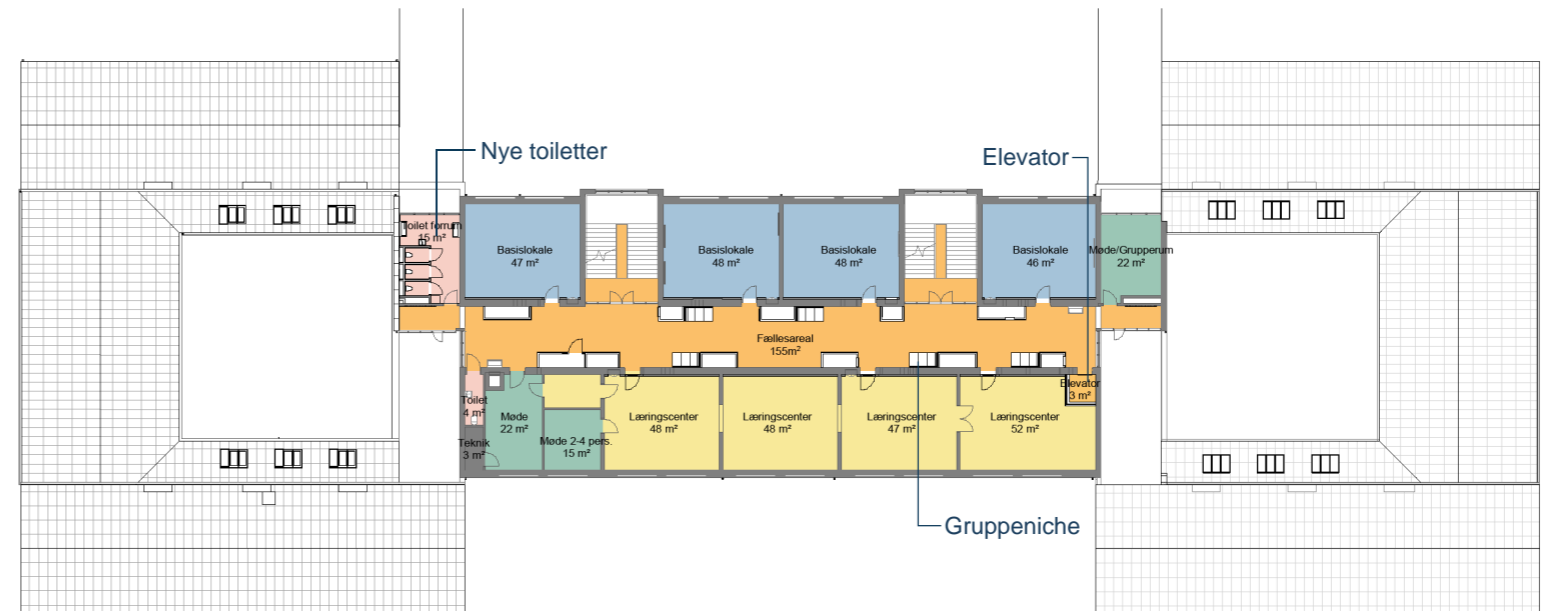 Nye toiletter
Elevator
Toilet forrum
15 m²
Basislokale
47 m²
Basislokale
48 m²
Basislokale
48 m²
Basislokale
46 m²
Møde/Grupperum
22 m²
Fællesareal
155m²
Toilet
4 m²
Teknik
3 m²
Møde
22 m²
Møde 2-4 pers.
15 m²
Læringscenter
48 m²
Læringscenter
48 m²
Læringscenter
47 m²
Læringscenter
52 m²
Elevator
3 m²
Gruppeniche